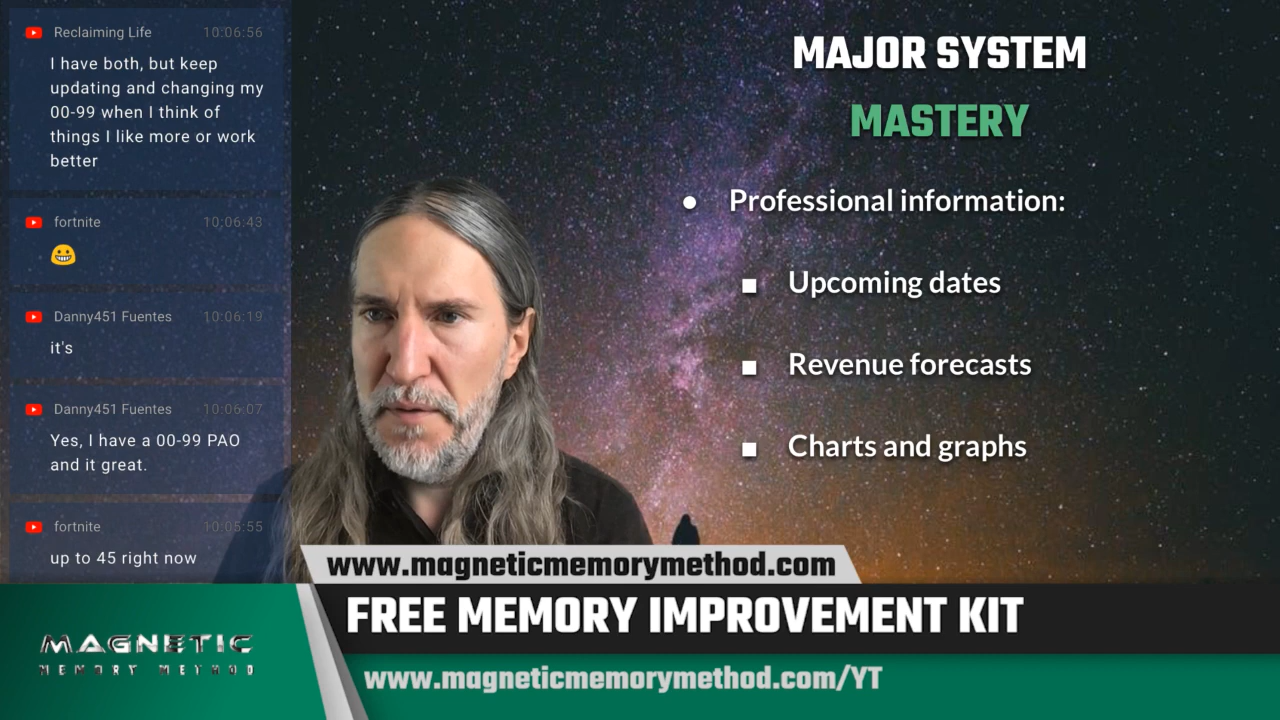 Reclaiming Life 10:06:56
I have both, but keep
updating and changing my
00-99 when I think of
things I like more or work
better
fortnite 10:06:43
😀
Danny451 Fuentes 10:06:19
it's
Danny451 Fuentes 10:06:07
Yes, I have a 00-99 PAO
and it great.
fortnite 10:05:55
up to 45 right now
MAJOR SYSTEM
MASTERY
• Professional information:
▪ Upcoming dates
▪ Revenue forecasts
▪ Charts and graphs
www.magneticmemorymethod.com
FREE MEMORY IMPROVEMENT KIT
www.magneticmemorymethod.com/YT
MAGNETIC
MEMORY METHOD